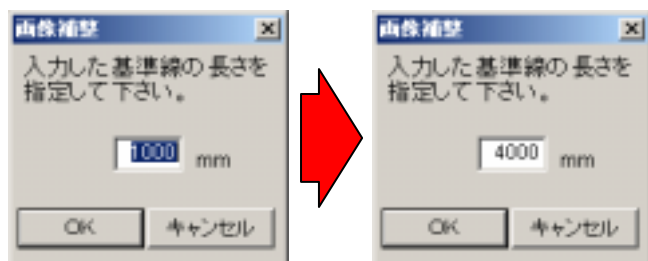 画像補整
入力した基準線の長さを
指定して下さい。
1000 mm
OK キャンセル
画像補整
入力した基準線の長さを
指定して下さい。
4000 mm
OK キャンセル